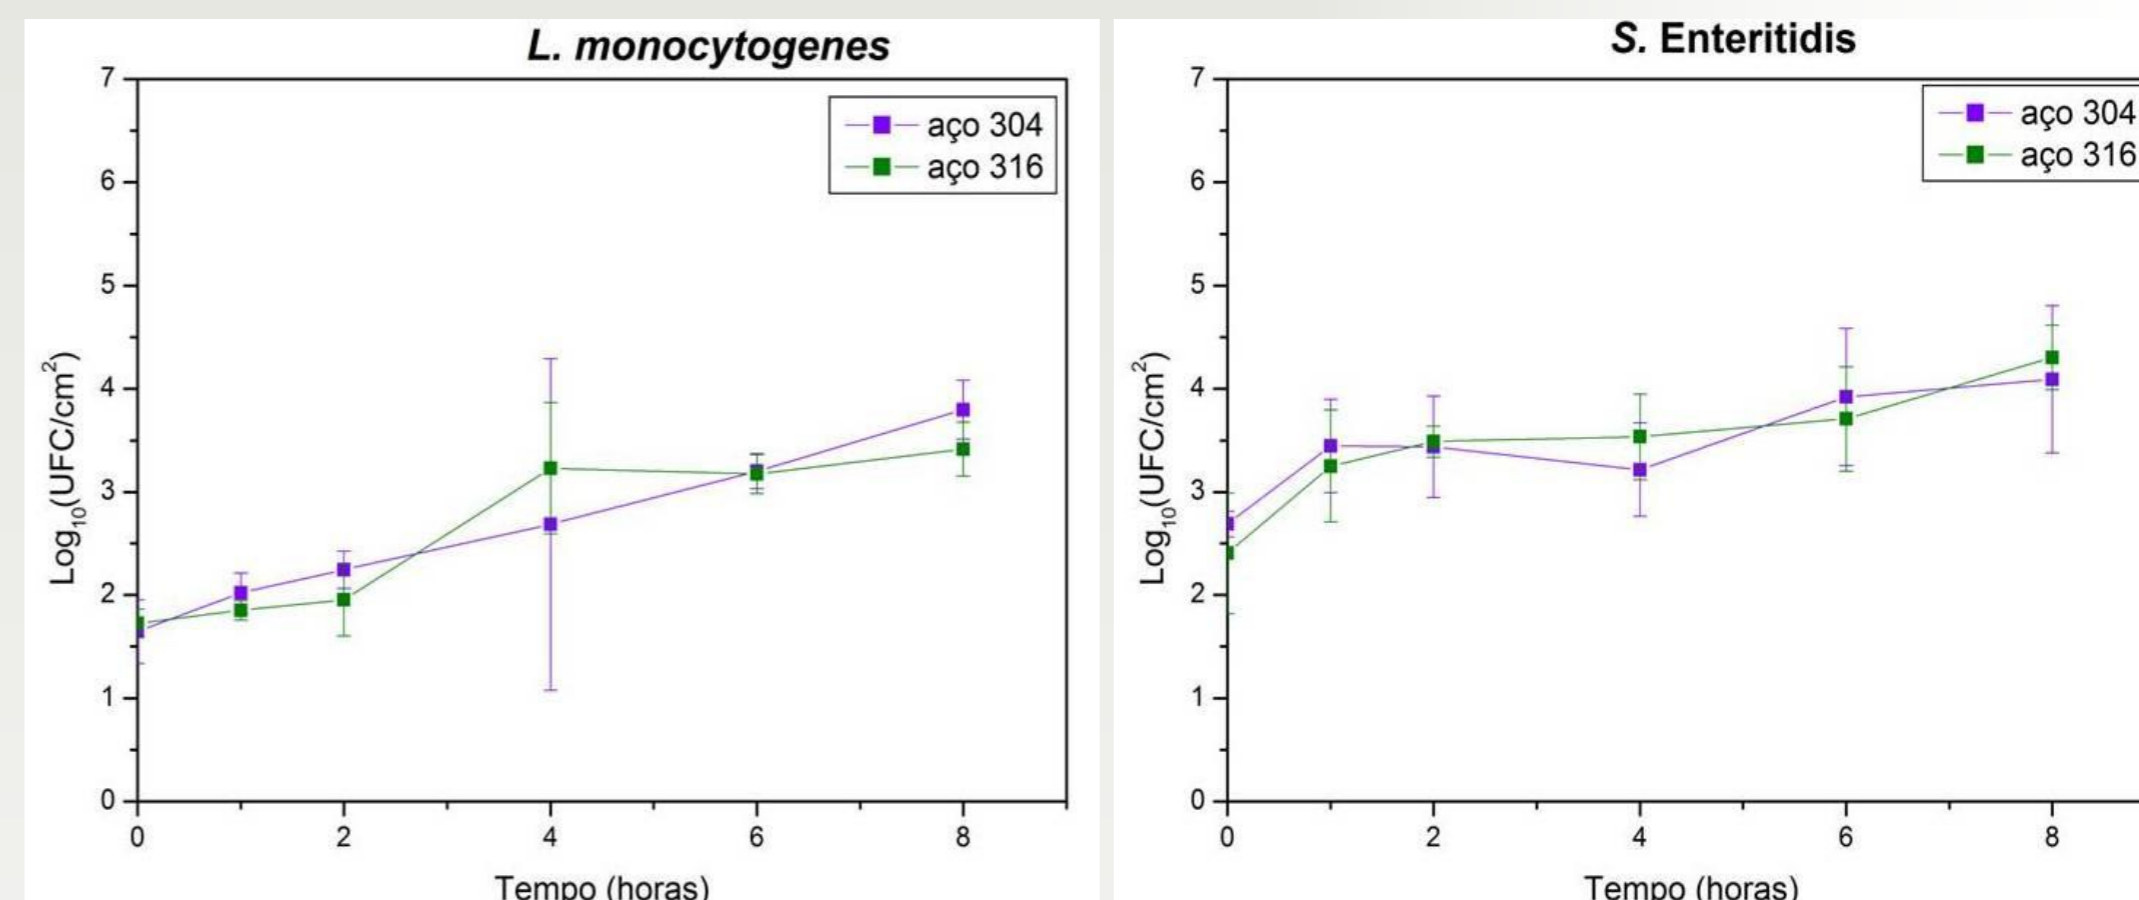 L. monocytogenes
7
6
5
4
3
2
1
0
Log10(UFC/cm2)
aço 304
aço 316
0 2 4 6 8
Tempo (horas)
S. Enteritidis
7
6
5
4
3
2
1
0
Log10(UFC/cm2)
aço 304
aço 316
0 2 4 6 8
Tempo (horas)